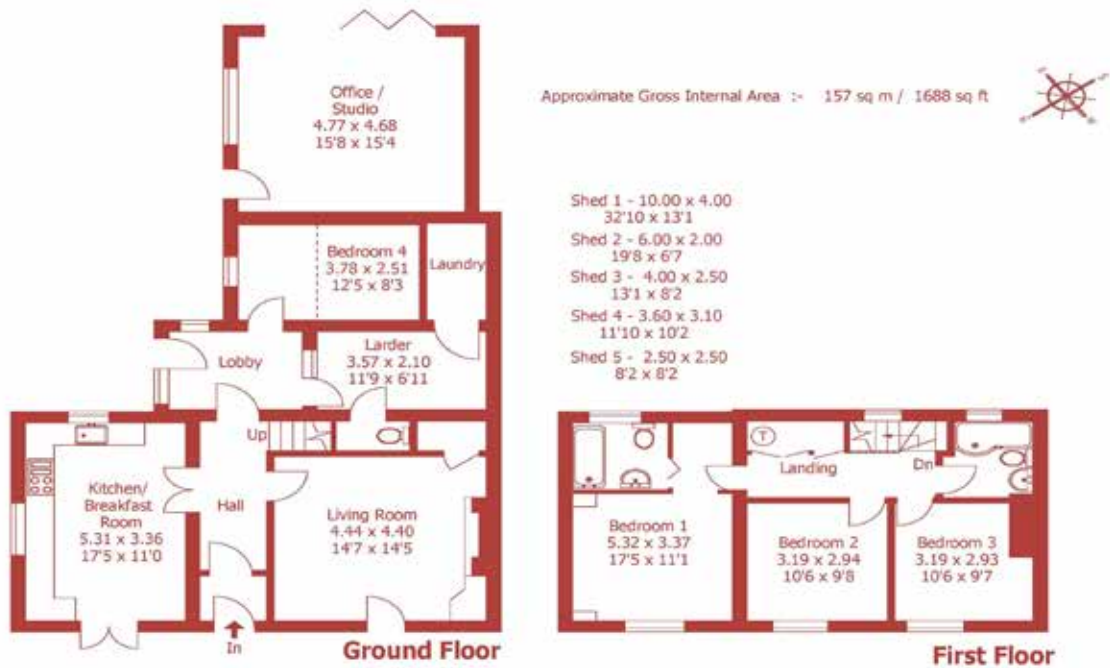 Office /
Studio
4.77 x 4.68
15'8 x 15'4
Approximate Gross Internal Area :- 157 sq m / 1688 sq ft
Shed 1 - 10.00 x 4.00
32'10 x 13'1
Shed 2 - 6.00 x 2.00
19'8 x 6'7
Shed 3 - 4.00 x 2.50
13'1 x 8'2
Shed 4 - 3.60 x 3.10
11'10 x 10'2
Shed 5 - 2.50 x 2.50
8'2 x 8'2
Bedroom 4
3.78 x 2.51
12'5 x 8'3
Laundry
Lobby
Larder
3.57 x 2.10
11'9 x 6'11
Up
Kitchen/
Breakfast
Room
5.31 x 3.36
17'5 x 11'0
Hall
Living Room
4.44 x 4.40
14'7 x 14'5
In
Ground Floor
T
Landing
Dn
Bedroom 1
5.32 x 3.37
17'5 x 11'1
Bedroom 2
3.19 x 2.94
10'6 x 9'8
Bedroom 3
3.19 x 2.93
10'6 x 9'7
First Floor